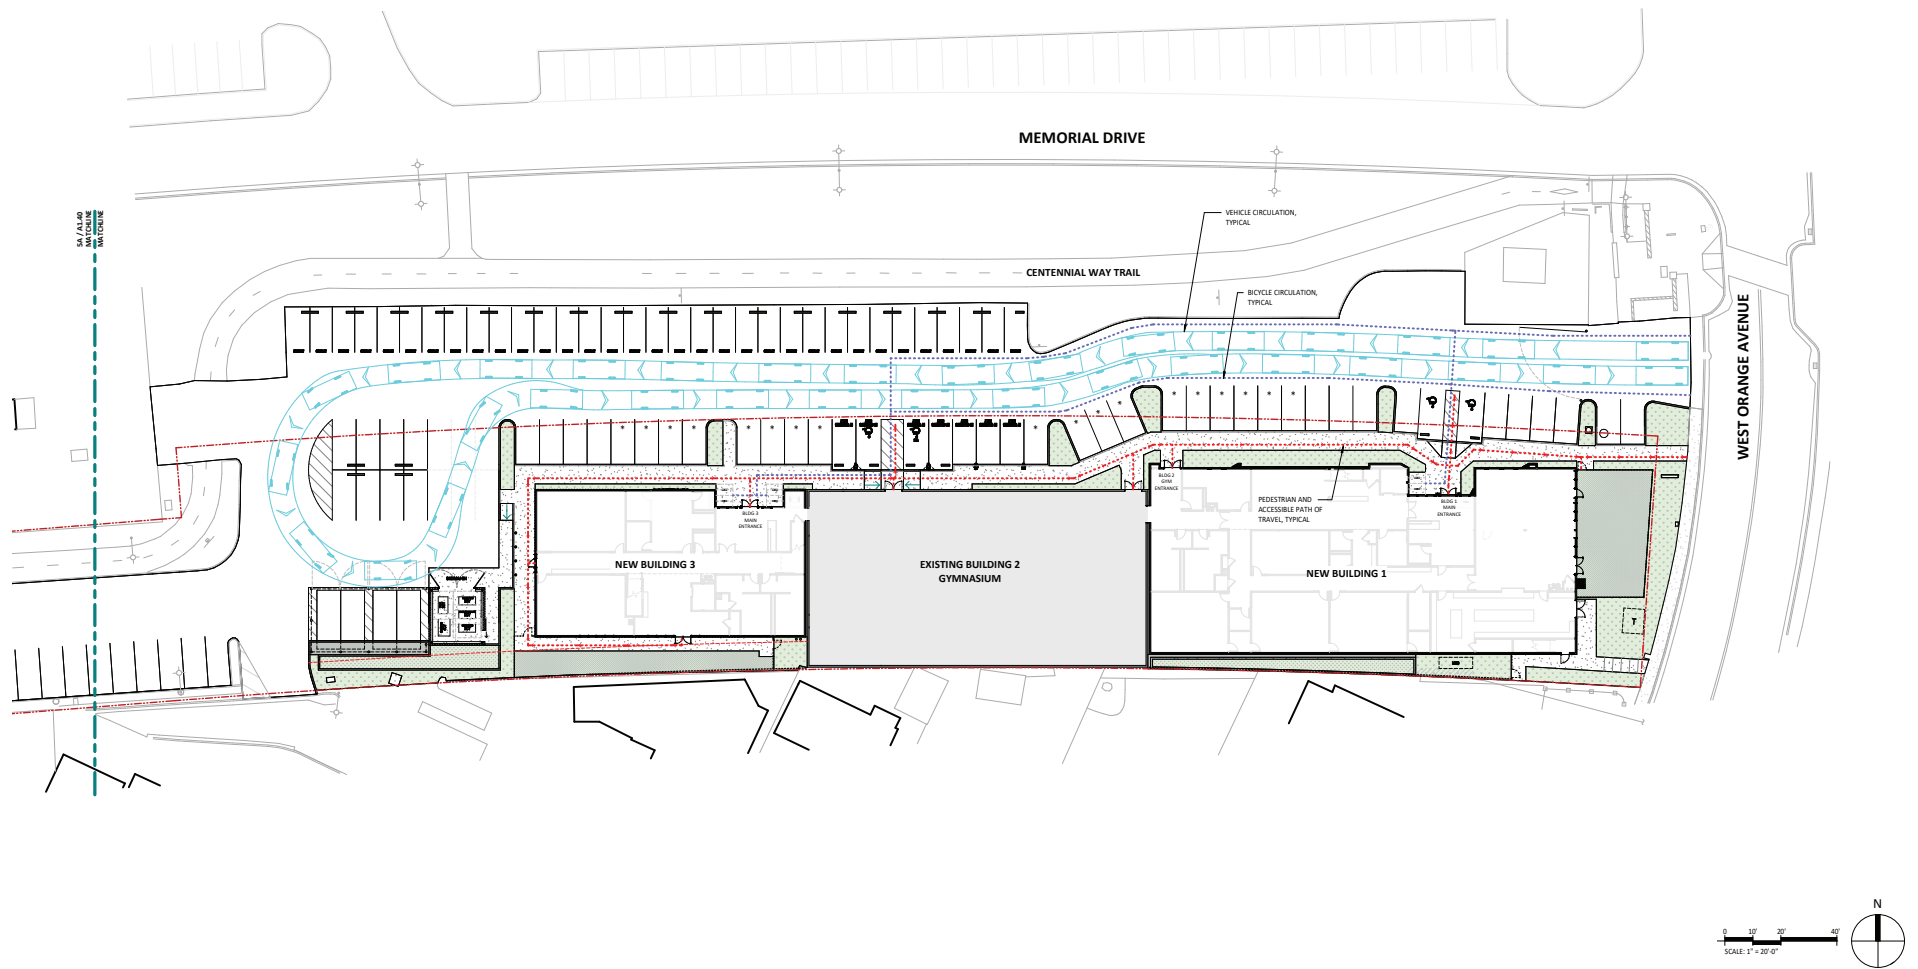 MEMORIAL DRIVE
5A / A1.40
MATCHLINE
MATCHLINE
VEHICLE CIRCULATION,
TYPICAL
CENTENNIAL WAY TRAIL
BICYCLE CIRCULATION,
TYPICAL
WEST ORANGE AVENUE
BLDG 2
GYM
ENTRANCE
PEDESTRIAN AND
ACCESSIBLE PATH OF
TRAVEL, TYPICAL
BLDG 1
MAIN
ENTRANCE
BLDG 3
MAIN
ENTRANCE
NEW BUILDING 3
EXISTING BUILDING 2
GYMNASIUM
NEW BUILDING 1
T
N
0 10' 20' 40'
SCALE: 1" = 20'-0"